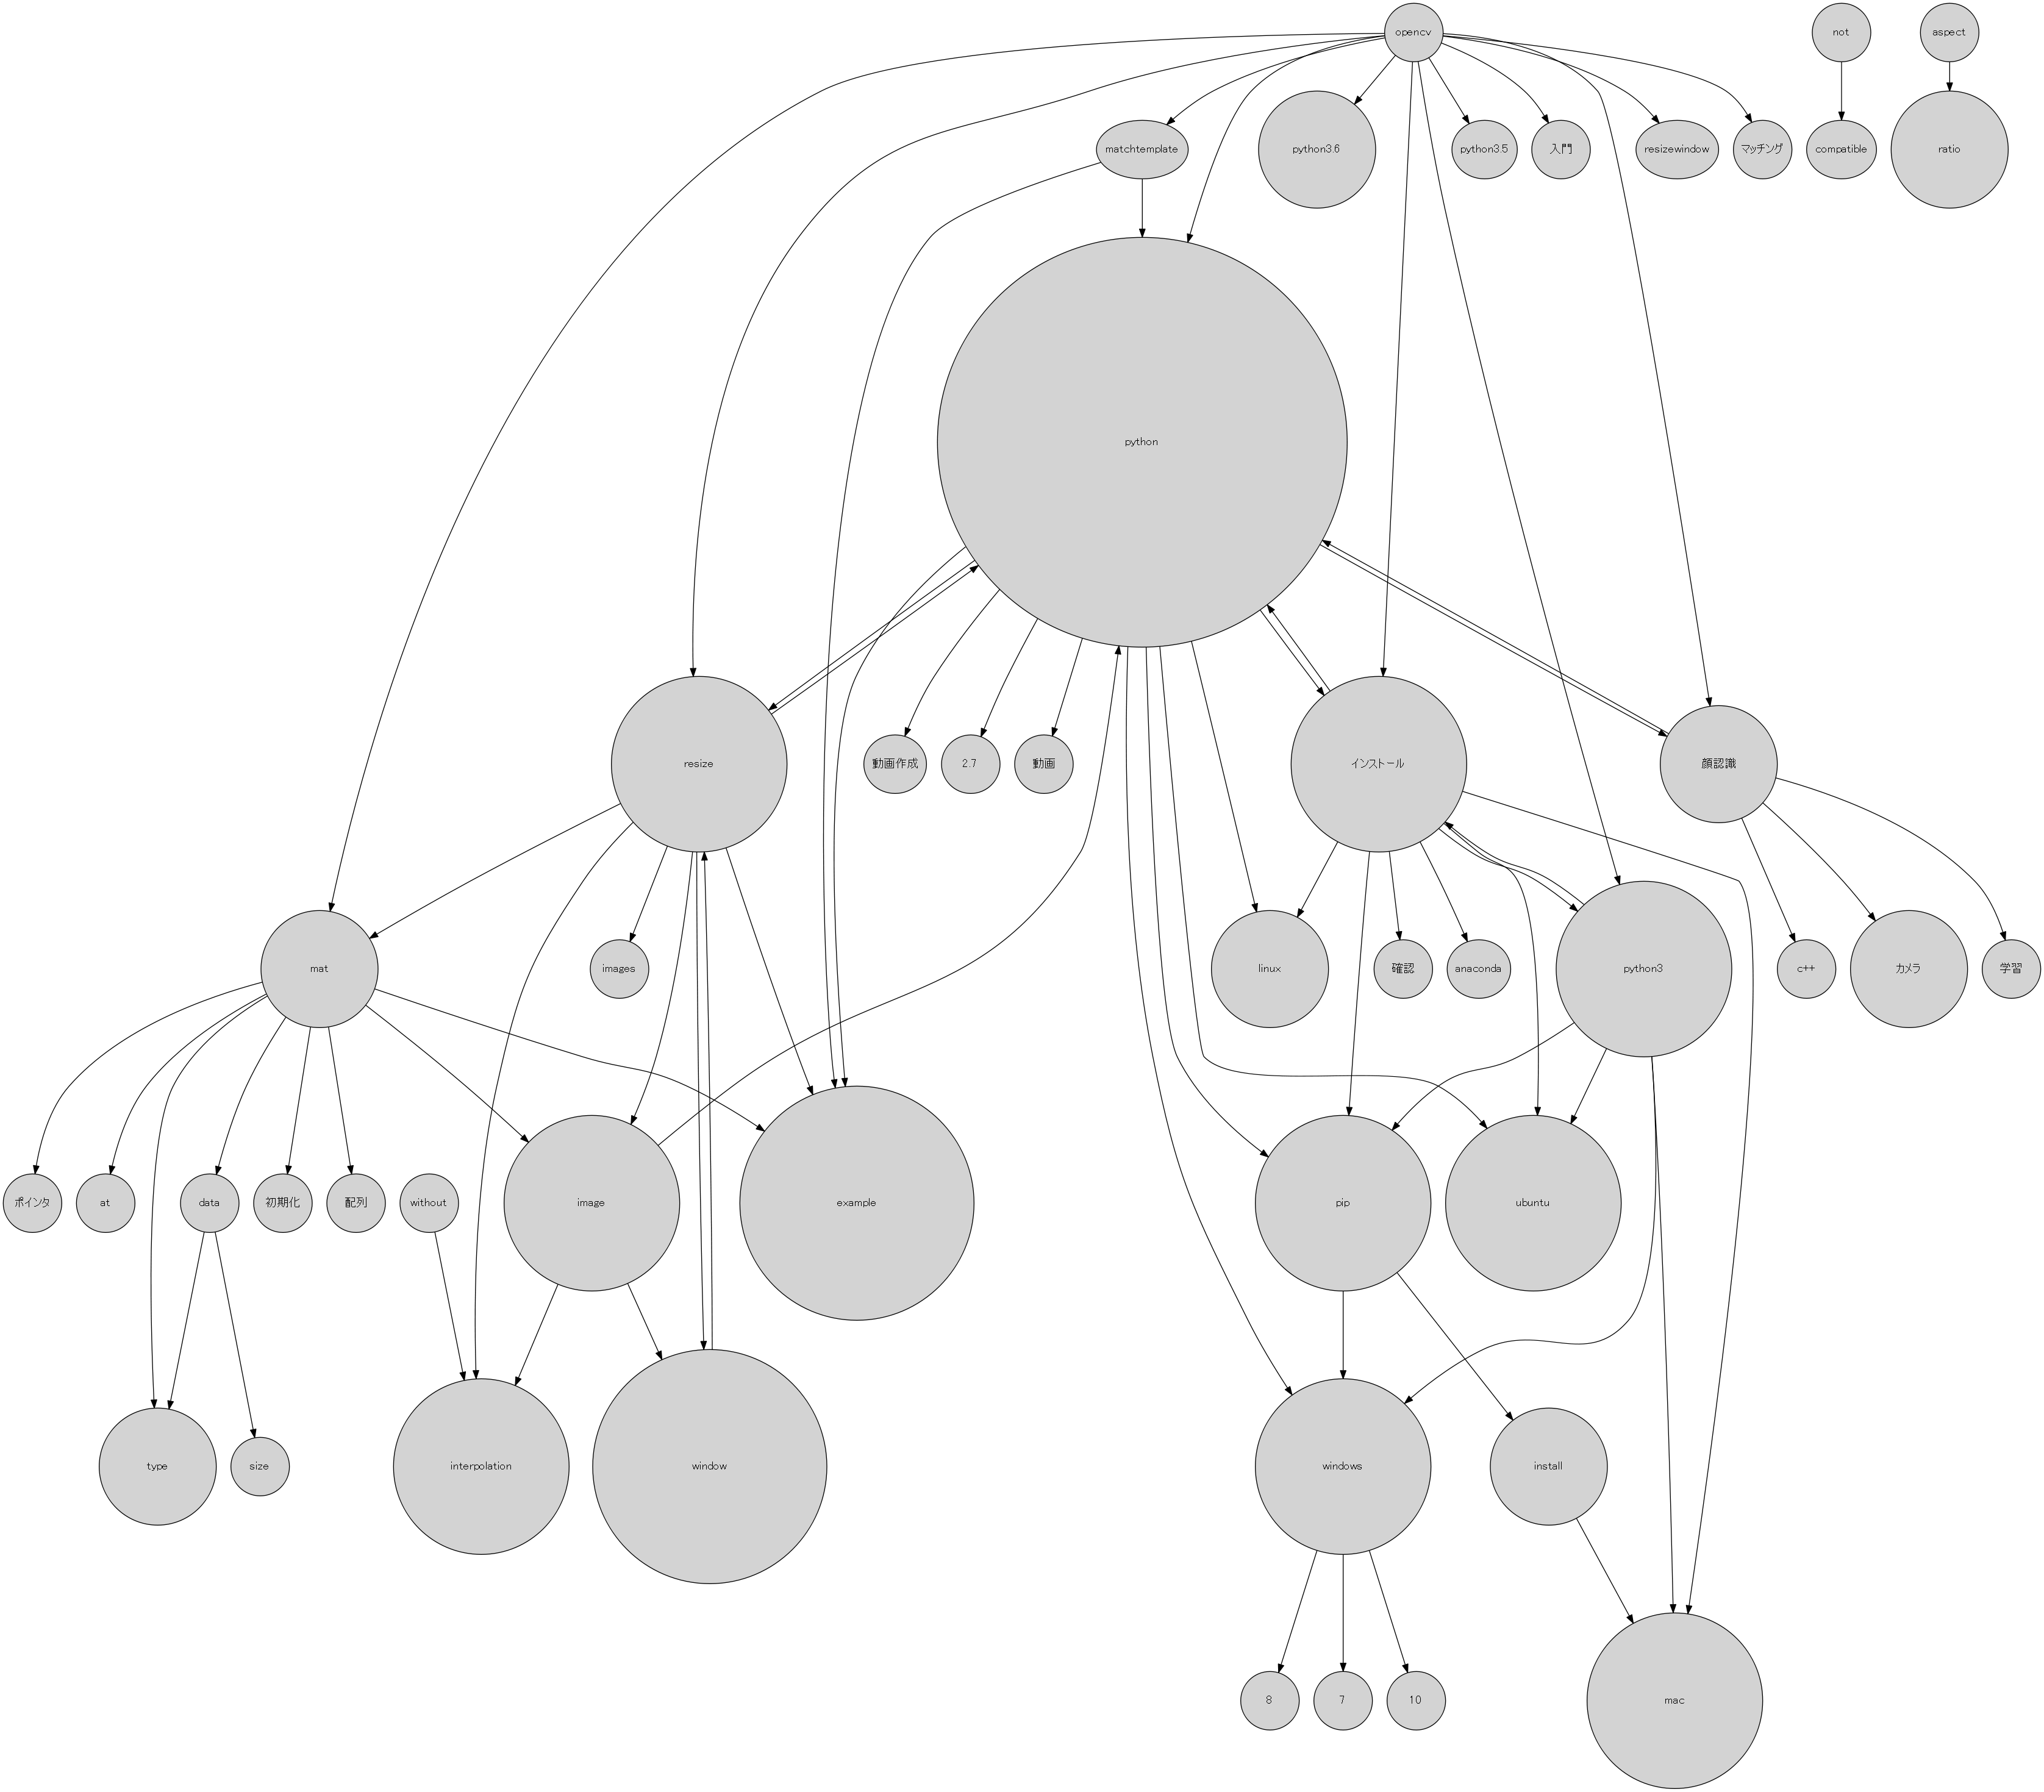 opencv
not
aspect
matchtemplate
python3.6
python3.5
入門
resizewindow
マッチング
compatible
ratio
python
resize
動画作成
2.7
動画
インストール
顔認識
mat
images
linux
確認
anaconda
python3
c++
カメラ
学習
ポインタ
at
data
初期化
配列
without
image
example
pip
ubuntu
type
size
interpolation
window
windows
install
8
7
10
mac